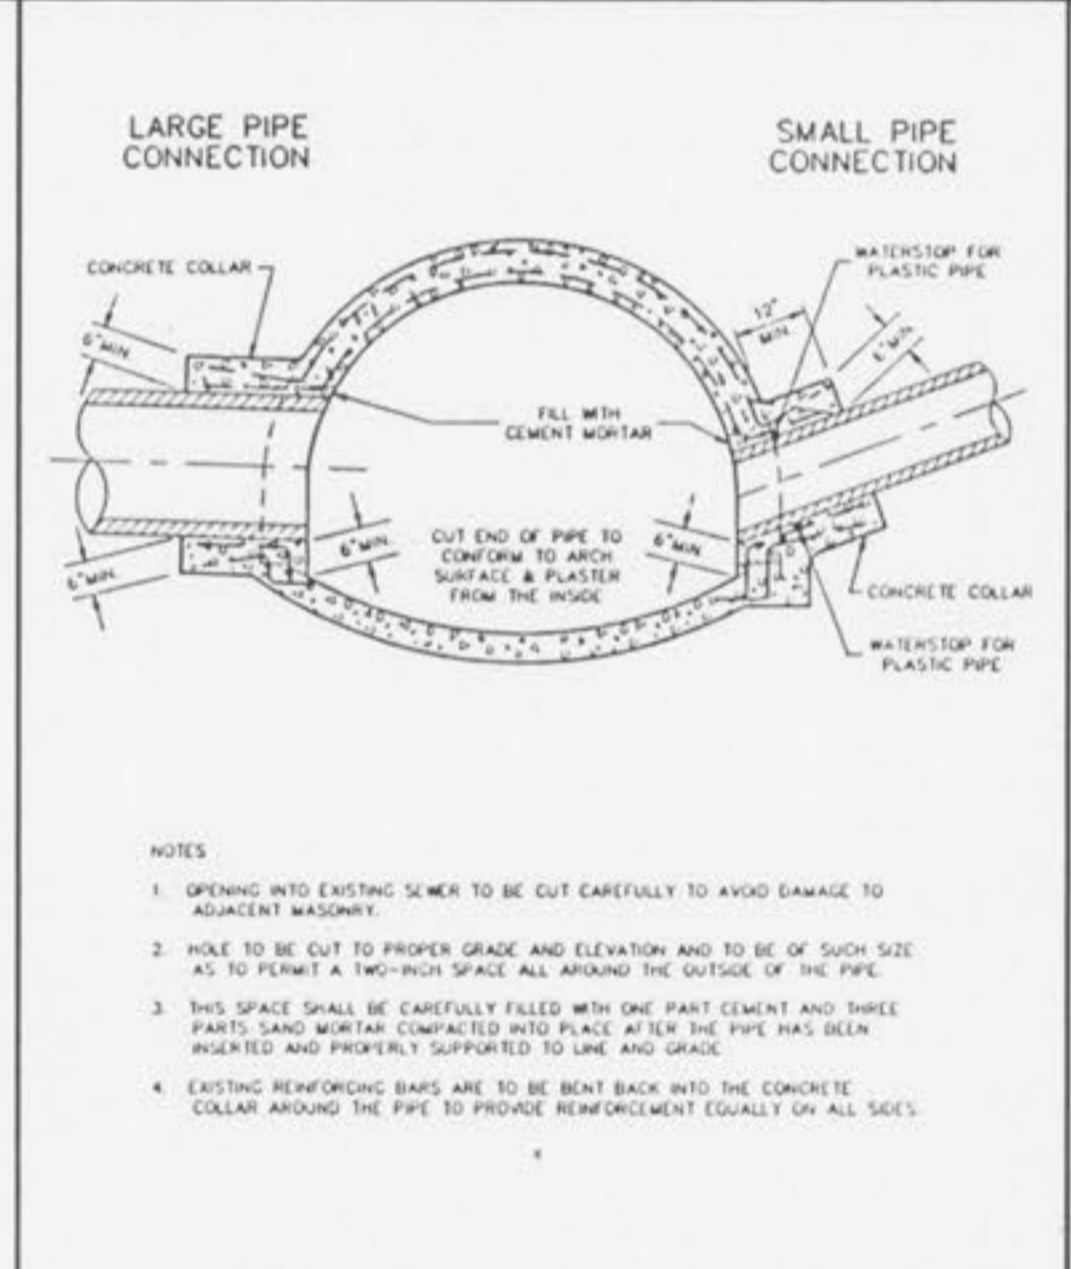 LARGE PIPE
CONNECTION
SMALL PIPE
CONNECTION
CONCRETE COLLAR
WATERSTOP FOR
PLASTIC PIPE
12"
MIN.
6"MIN.
MIN.
FILL WITH
CEMENT MORTAR
6"MIN.
CUT END OF PIPE TO
CONFORM TO ARCH
SURFACE & PLASTER
FROM THE INSIDE
6"MIN.
6"MIN.
CONCRETE COLLAR
WATERSTOP FOR
PLASTIC PIPE
NOTES
1. OPENING INTO EXISTING SEWER TO BE CUT CAREFULLY TO AVOID DAMAGE TO
ADJACENT MASONRY.
2. HOLE TO BE CUT TO PROPER GRADE AND ELEVATION AND TO BE OF SUCH SIZE
AS TO PERMIT A TWO-INCH SPACE ALL AROUND THE OUTSIDE OF THE PIPE.
3. THIS SPACE SHALL BE CAREFULLY FILLED WITH ONE PART CEMENT AND THREE
PARTS SAND MORTAR COMPACTED INTO PLACE AFTER THE PIPE HAS BEEN
INSERTED AND PROPERLY SUPPORTED TO LINE AND GRADE
4. EXISTING REINFORCING BARS ARE TO BE BENT BACK INTO THE CONCRETE
COLLAR AROUND THE PIPE TO PROVIDE REINFORCEMENT EQUALLY ON ALL SIDES.